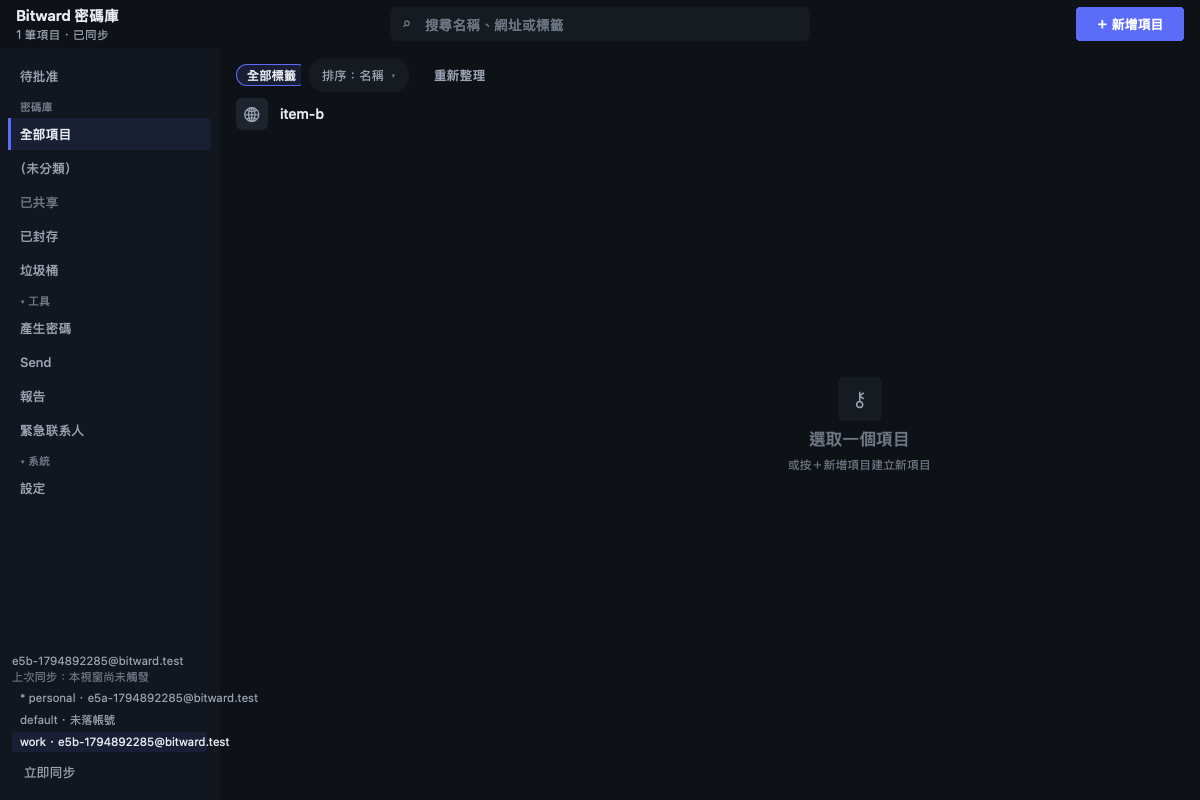 Bitward 密碼庫
1 筆項目 · 已同步
搜尋名稱、網址或標籤
+ 新增項目
待批准
密碼庫
全部項目
(未分類)
已共享
已封存
垃圾桶
▾ 工具
產生密碼
Send
報告
緊急联系人
▾ 系統
設定
e5b-1794892285@bitward.test
上次同步：本視窗尚未觸發
* personal · e5a-1794892285@bitward.test
default · 未落帳號
work · e5b-1794892285@bitward.test
立即同步
全部標籤
排序：名稱
重新整理
item-b
選取一個項目
或按＋新增項目建立新項目